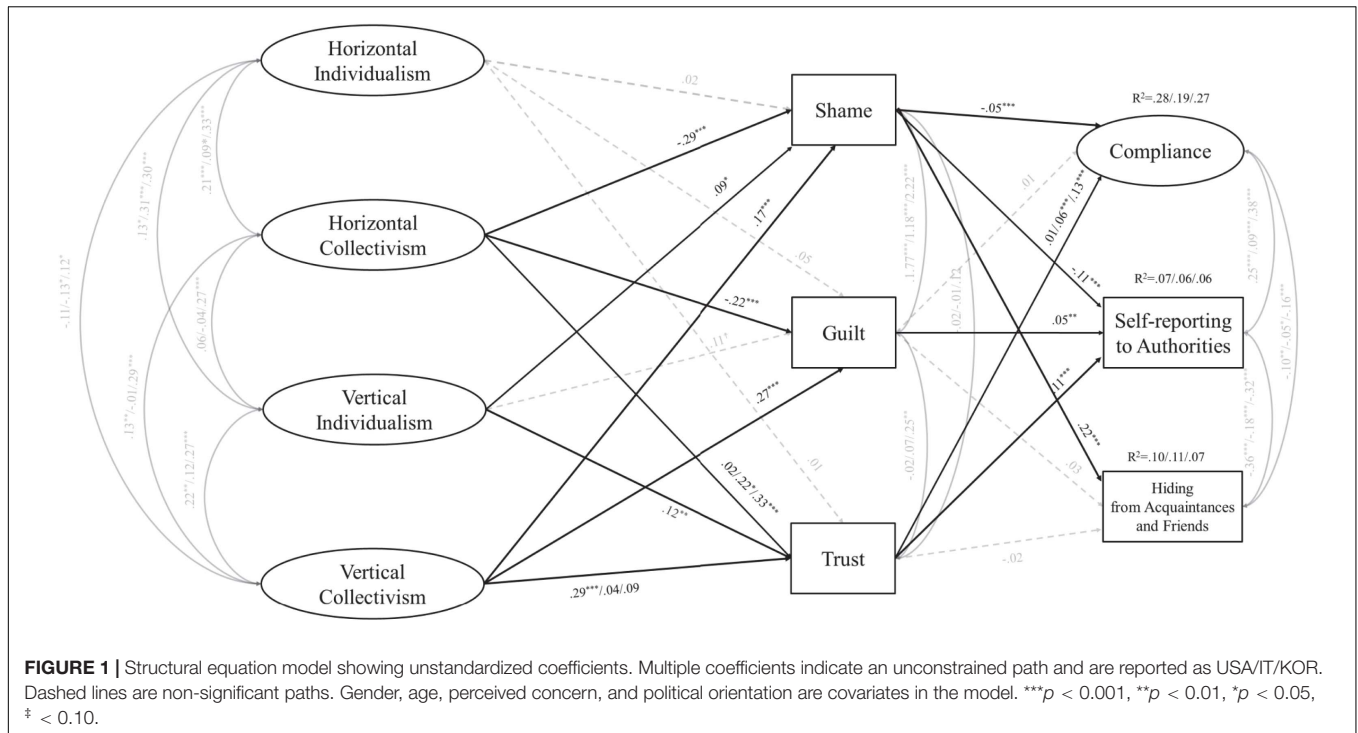 Horizontal
Individualism
Horizontal
Collectivism
Vertical
Individualism
Vertical
Collectivism
Shame
Guilt
Trust
R²=.28/.19/.27
Compliance
R²=.07/.06/.06
Self-reporting
to Authorities
R²=.10/.11/.07
Hiding
from Acquaintances
and Friends
.02
-.29***
.05
.09*
.17***
-.22***
.01
.11†
.27***
.02/.22*/.33***
.12**
.29***/.04/.09
-.05***
.01
.01/.06***/.13***
-.11***
.05**
.11***
.22***
.03
-.02
.21***/.09*/.33***
.13*/.31***/.30***
-.11/-.13*/.12*
.06/-.04/.27***
.13**/-.01/.29***
.22**/.12/.27***
1.77***/1.18***/2.22***
.02/-.01/.12
-.02/.07/.25**
.25***/.09***/.38***
-.10**/-.05*/-.16***
-.36***/-.18***/-.32***
FIGURE 1 | Structural equation model showing unstandardized coefficients. Multiple coefficients indicate an unconstrained path and are reported as USA/IT/KOR.
Dashed lines are non-significant paths. Gender, age, perceived concern, and political orientation are covariates in the model. ***p < 0.001, **p < 0.01, *p < 0.05,
‡ < 0.10.